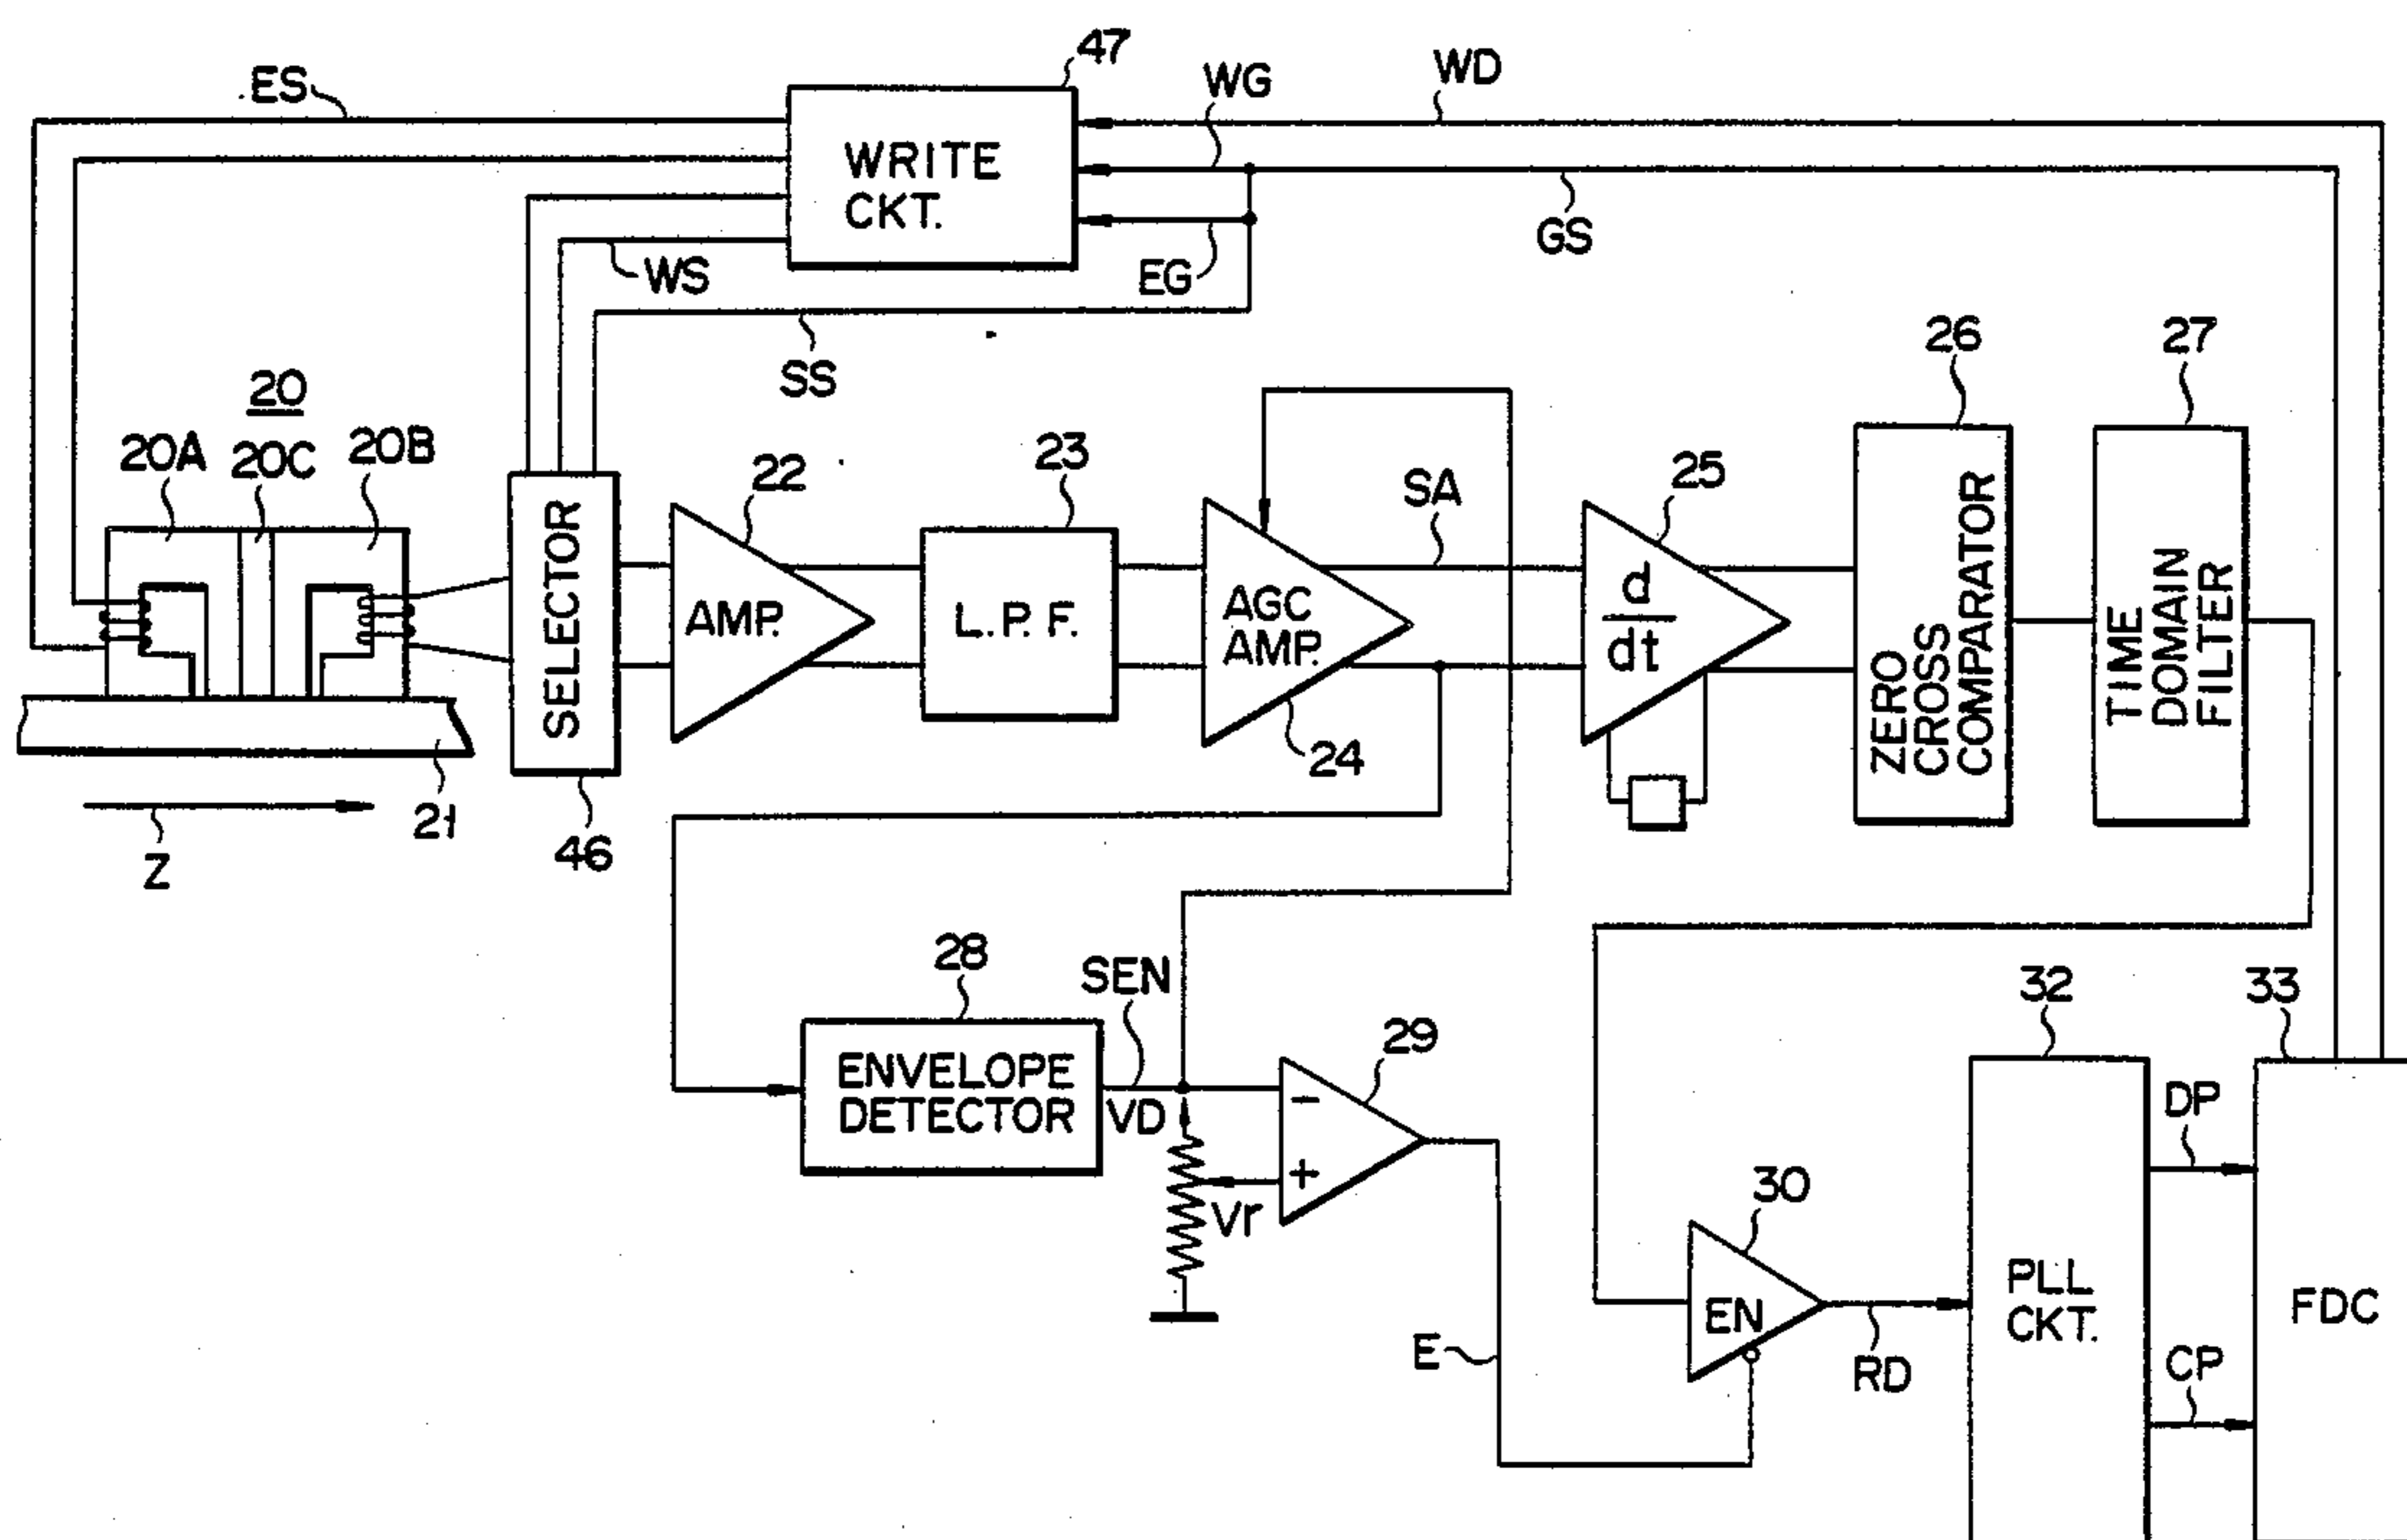 47
ES
WG
WD
WRITE
CKT.
GS
WS
EG
SS
20
26
27
20A
20C
20B
22
23
SA
25
SELECTOR
AMP.
L.P.F.
AGC
AMP.
d
dt
ZERO
CROSS
COMPARATOR
TIME
DOMAIN
FILTER
24
21
Z
46
28
SEN
32
33
29
ENVELOPE
DETECTOR
VD
−
+
Vr
DP
30
EN
PLL
CKT.
FDC
E
RD
CP